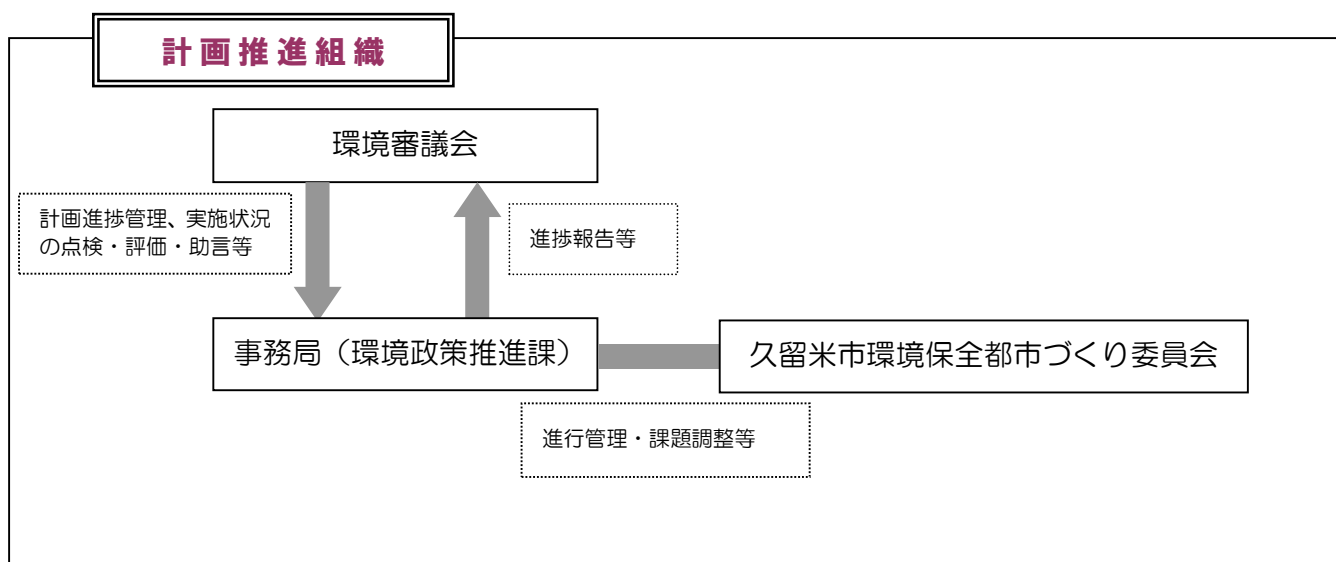 計画推進組織
環境審議会
計画進捗管理、実施状況
の点検・評価・助言等
進捗報告等
事務局（環境政策推進課）
久留米市環境保全都市づくり委員会
進行管理・課題調整等